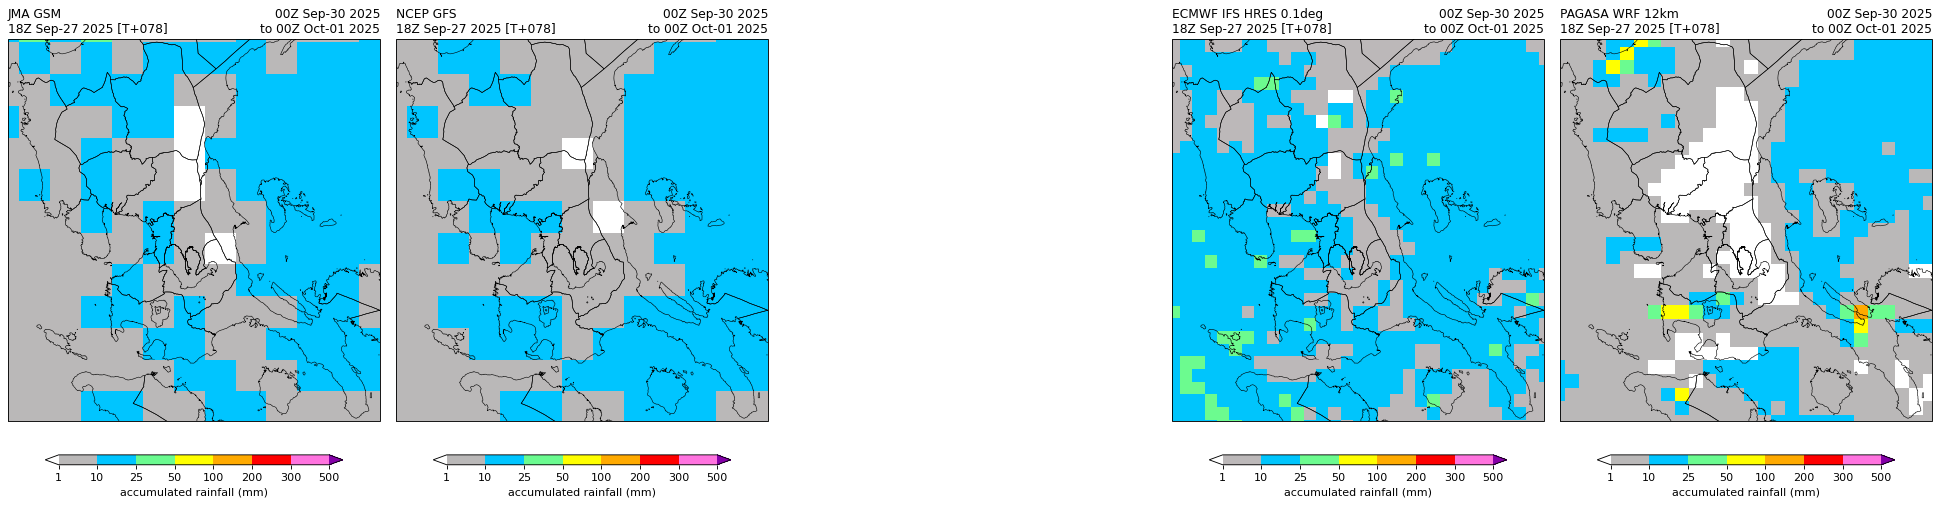 JMA GSM 00Z Sep-30 2025
18Z Sep-27 2025 [T+078] to 00Z Oct-01 2025
1 10 25 50 100 200 300 500
accumulated rainfall (mm)
NCEP GFS 00Z Sep-30 2025
18Z Sep-27 2025 [T+078] to 00Z Oct-01 2025
1 10 25 50 100 200 300 500
accumulated rainfall (mm)
ECMWF IFS HRES 0.1deg 00Z Sep-30 2025
18Z Sep-27 2025 [T+078] to 00Z Oct-01 2025
1 10 25 50 100 200 300 500
accumulated rainfall (mm)
PAGASA WRF 12km 00Z Sep-30 2025
18Z Sep-27 2025 [T+078] to 00Z Oct-01 2025
1 10 25 50 100 200 300 500
accumulated rainfall (mm)